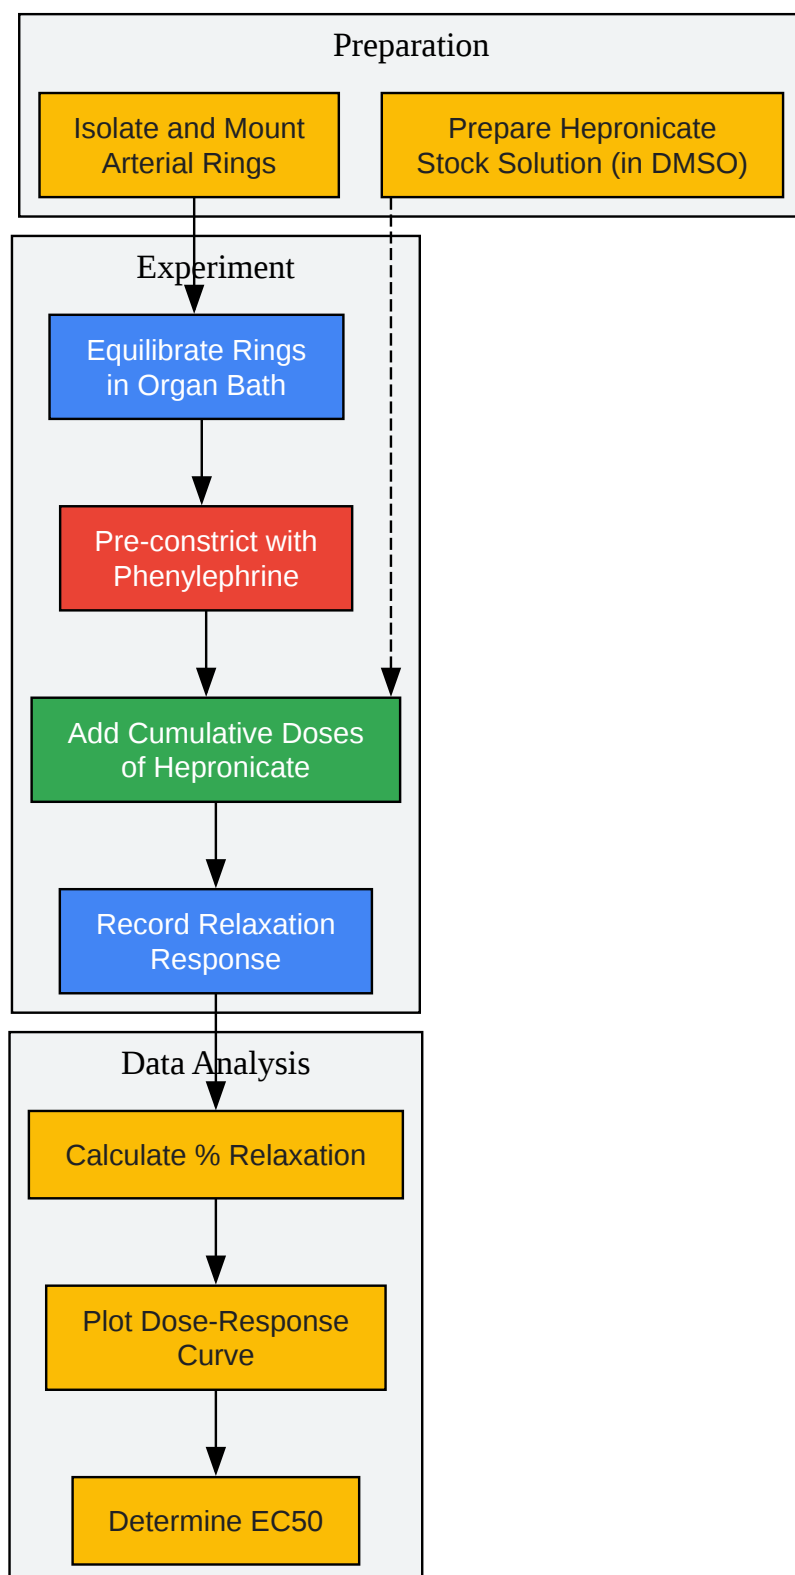 Preparation
Isolate and Mount
Arterial Rings
Prepare Hepronicate
Stock Solution (in DMSO)
Experiment
Equilibrate Rings
in Organ Bath
Pre-constrict with
Phenylephrine
Add Cumulative Doses
of Hepronicate
Record Relaxation
Response
Data Analysis
Calculate % Relaxation
Plot Dose-Response
Curve
Determine EC50